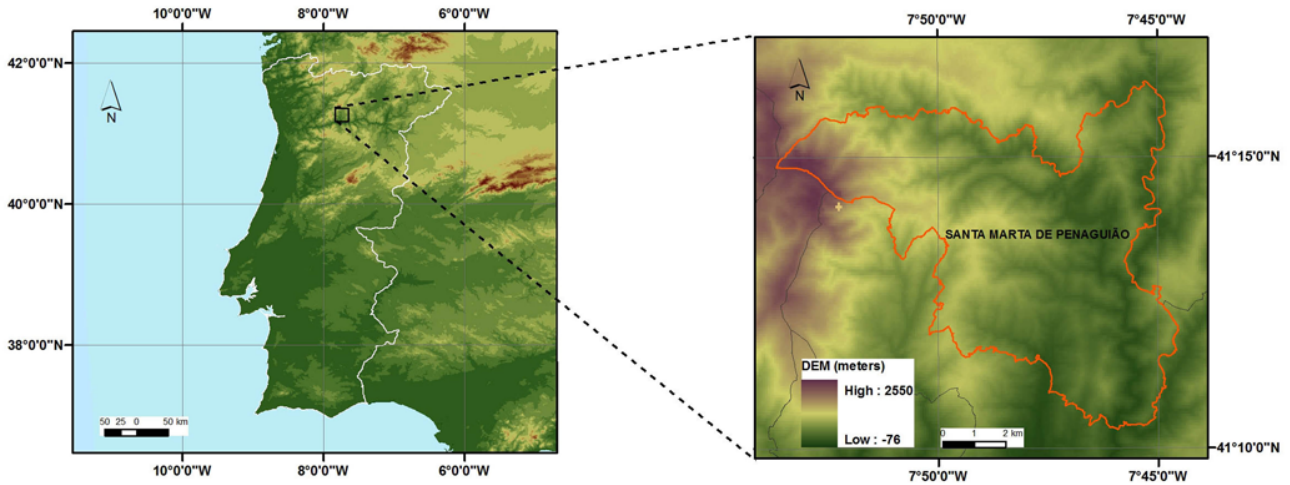 10°0'0"W 8°0'0"W 6°0'0"W
42°0'0"N
40°0'0"N
38°0'0"N
N
50 25 0 50 km
10°0'0"W 8°0'0"W 6°0'0"W
7°50'0"W 7°45'0"W
N
41°15'0"N
SANTA MARTA DE PENAGUIÃO
DEM (meters)
High : 2550
Low : -76
0 1 2 km
41°10'0"N
7°50'0"W 7°45'0"W